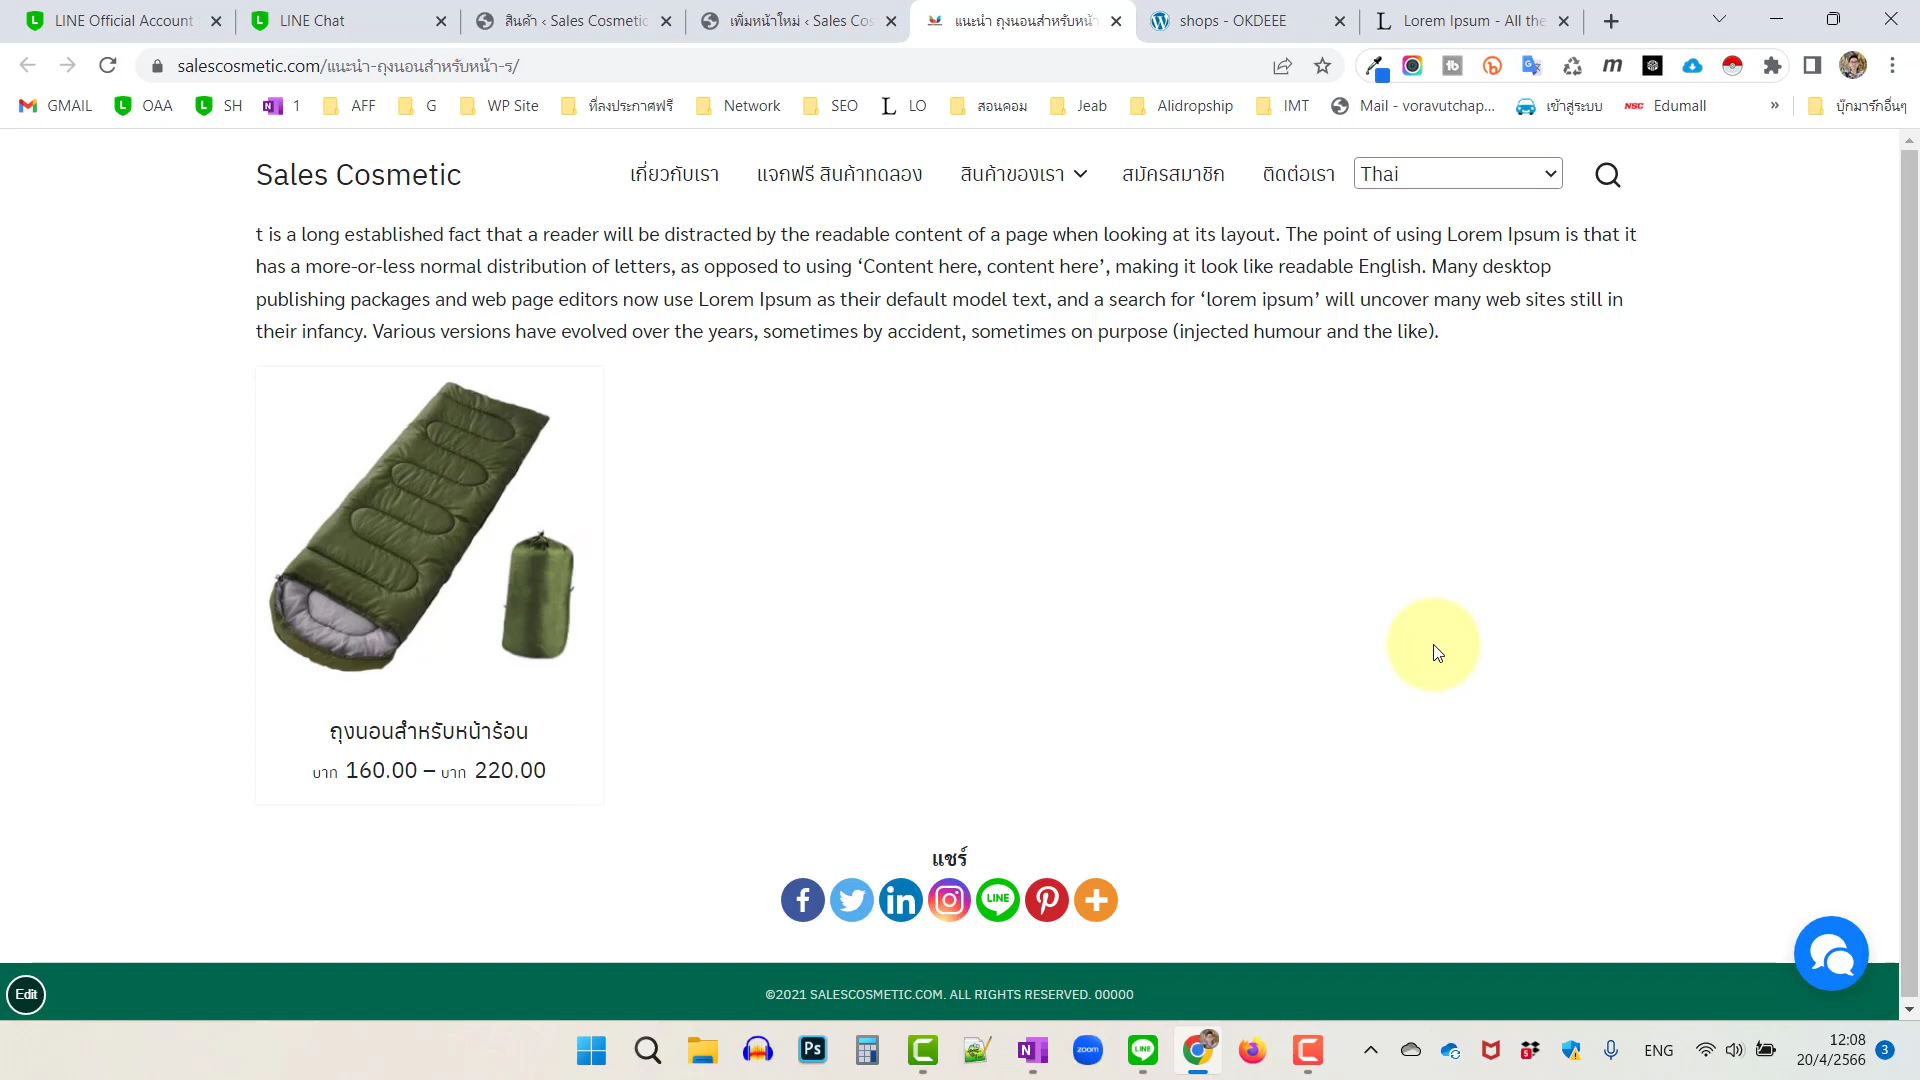 LINE Official Account
LINE Chat
สินค้า ‹ Sales Cosmetic
เพิ่มหน้าใหม่ ‹ Sales Cos
แนะนำ ถุงนอนสำหรับหน้า
shops - OKDEEE
Lorem Ipsum - All the
salescosmetic.com/แนะนำ-ถุงนอนสำหรับหน้า-ร/
GMAIL
OAA
SH
1
AFF
G
WP Site
ที่ลงประกาศฟรี
Network
SEO
LO
สอนคอม
Jeab
Alidropship
IMT
Mail - voravutchap...
เข้าสู่ระบบ
NSC
Edumall
»
บุ๊กมาร์กอื่นๆ
Sales Cosmetic
เกี่ยวกับเรา
แจกฟรี สินค้าทดลอง
สินค้าของเรา
สมัครสมาชิก
ติดต่อเรา
Thai
t is a long established fact that a reader will be distracted by the readable content of a page when looking at its layout. The point of using Lorem Ipsum is that it
has a more-or-less normal distribution of letters, as opposed to using ‘Content here, content here’, making it look like readable English. Many desktop
publishing packages and web page editors now use Lorem Ipsum as their default model text, and a search for ‘lorem ipsum’ will uncover many web sites still in
their infancy. Various versions have evolved over the years, sometimes by accident, sometimes on purpose (injected humour and the like).
ถุงนอนสำหรับหน้าร้อน
บาท 160.00 – บาท 220.00
แชร์
LINE
Edit
©2021 SALESCOSMETIC.COM. ALL RIGHTS RESERVED. 00000
Ps
zoom
ENG
12:08
20/4/2566
3